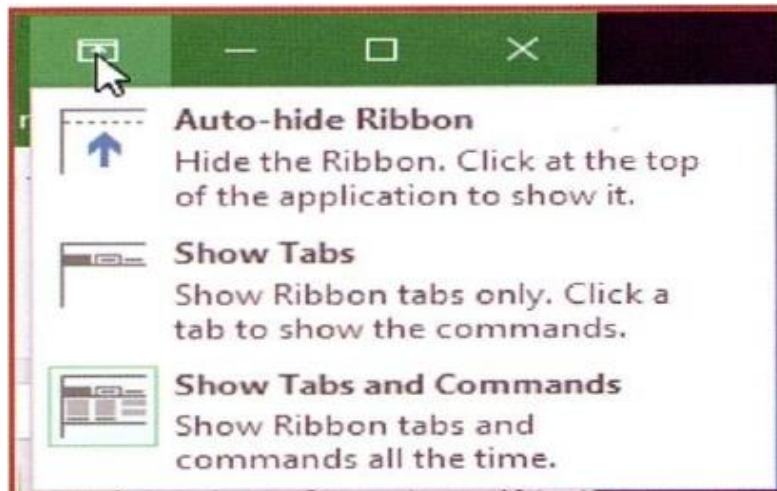 Auto-hide Ribbon
Hide the Ribbon. Click at the top
of the application to show it.
Show Tabs
Show Ribbon tabs only. Click a
tab to show the commands.
Show Tabs and Commands
Show Ribbon tabs and
commands all the time.